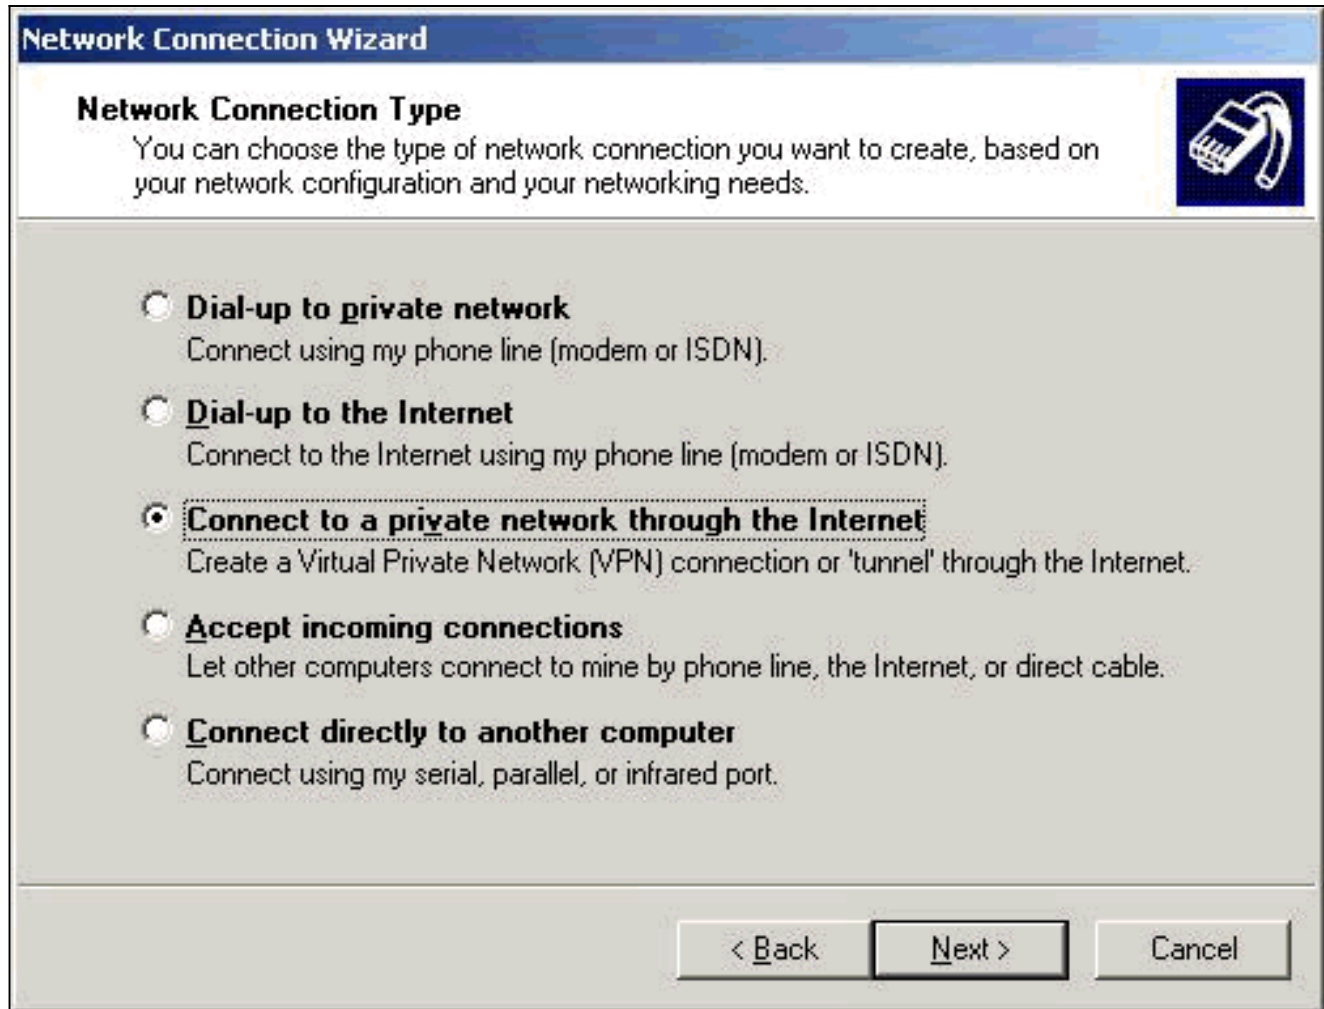 Network Connection Wizard
Network Connection Type
You can choose the type of network connection you want to create, based on
your network configuration and your networking needs.
Dial-up to private network
Connect using my phone line (modem or ISDN).
Dial-up to the Internet
Connect to the Internet using my phone line (modem or ISDN).
Connect to a private network through the Internet
Create a Virtual Private Network (VPN) connection or 'tunnel' through the Internet.
Accept incoming connections
Let other computers connect to mine by phone line, the Internet, or direct cable.
Connect directly to another computer
Connect using my serial, parallel, or infrared port.
< Back
Next >
Cancel